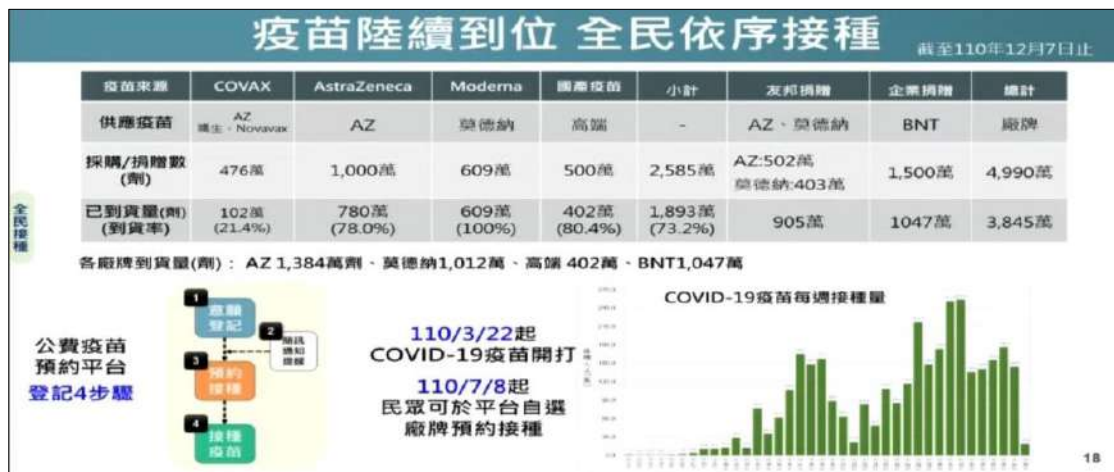 疫苗陸續到位 全民依序接種
截至110年12月7日止
疫苗來源 COVAX AstraZeneca Moderna 國產疫苗 小計 友邦捐贈 企業捐贈 總計
供應疫苗 AZ 嬌生、Novavax AZ 莫德納 高端 - AZ、莫德納 BNT 廠牌
採購/捐贈數(劑) 476萬 1,000萬 609萬 500萬 2,585萬 AZ:502萬 莫德納:403萬 1,500萬 4,990萬
已到貨量(劑)(到貨率) 102萬(21.4%) 780萬(78.0%) 609萬(100%) 402萬(80.4%) 1,893萬(73.2%) 905萬 1047萬 3,845萬
全民接種
各廠牌到貨量(劑)：AZ 1,384萬劑、莫德納1,012萬、高端 402萬、BNT1,047萬
公費疫苗
預約平台
登記4步驟
1
意願
登記
2
簡訊
通知
提醒
3
預約
接種
4
接種
疫苗
110/3/22起
COVID-19疫苗開打
110/7/8起
民眾可於平台自選
廠牌預約接種
COVID-19疫苗每週接種量
18